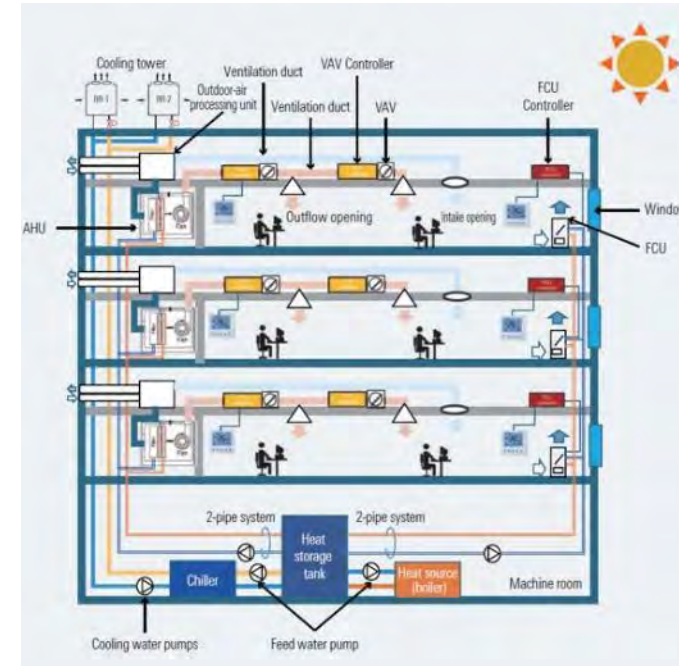 Cooling tower
Outdoor-air
processing unit
Ventilation duct
VAV Controller
Ventilation duct
VAV
FCU
Controller
AHU
Outflow opening
Intake opening
Windo
FCU
2-pipe system
2-pipe system
Heat
storage
tank
Chiller
Heat source
(boiler)
Machine room
Cooling water pumps
Feed water pump